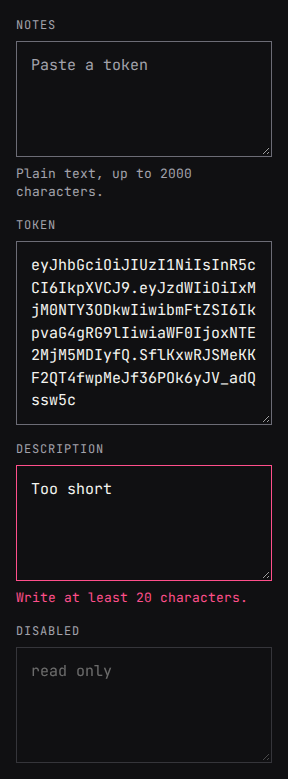 NOTES
Paste a token
Plain text, up to 2000
characters.
TOKEN
eyJhbGciOiJIUzI1NiIsInR5c
CI6IkpXVCJ9.eyJzdWIiOiIxM
jM0NTY3ODkwIiwibmFtZSI6Ik
pvaG4gRG9lIiwiaWF0IjoxNTE
2MjM5MDIyfQ.SflKxwRJSMeKK
F2QT4fwpMeJf36POk6yJV_adQ
ssw5c
DESCRIPTION
Too short
Write at least 20 characters.
DISABLED
read only